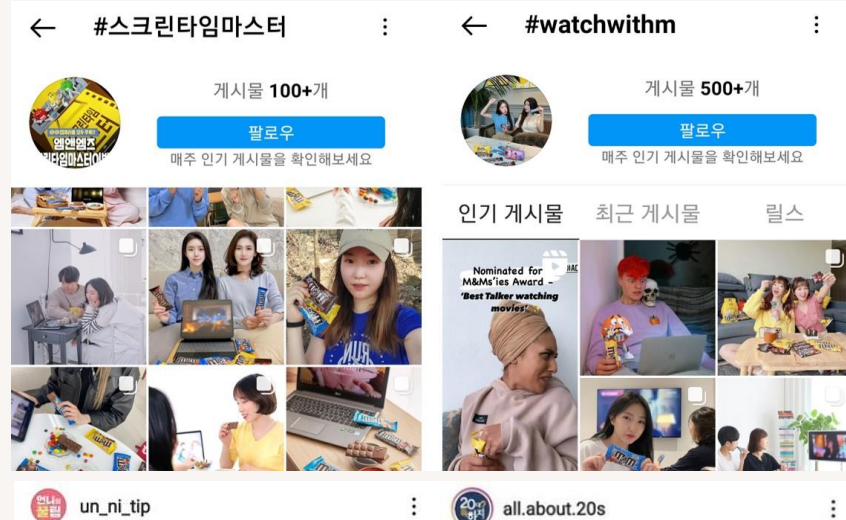 #스크린타임마스터
게시물 100+개
팔로우
매주 인기 게시물을 확인해보세요
엠앤엠즈
#watchwithm
게시물 500+개
팔로우
매주 인기 게시물을 확인해보세요
인기 게시물 최근 게시물 릴스
Nominated for
M&Ms'ies Award -
'Best Talker watching
movies'
un_ni_tip
all.about.20s